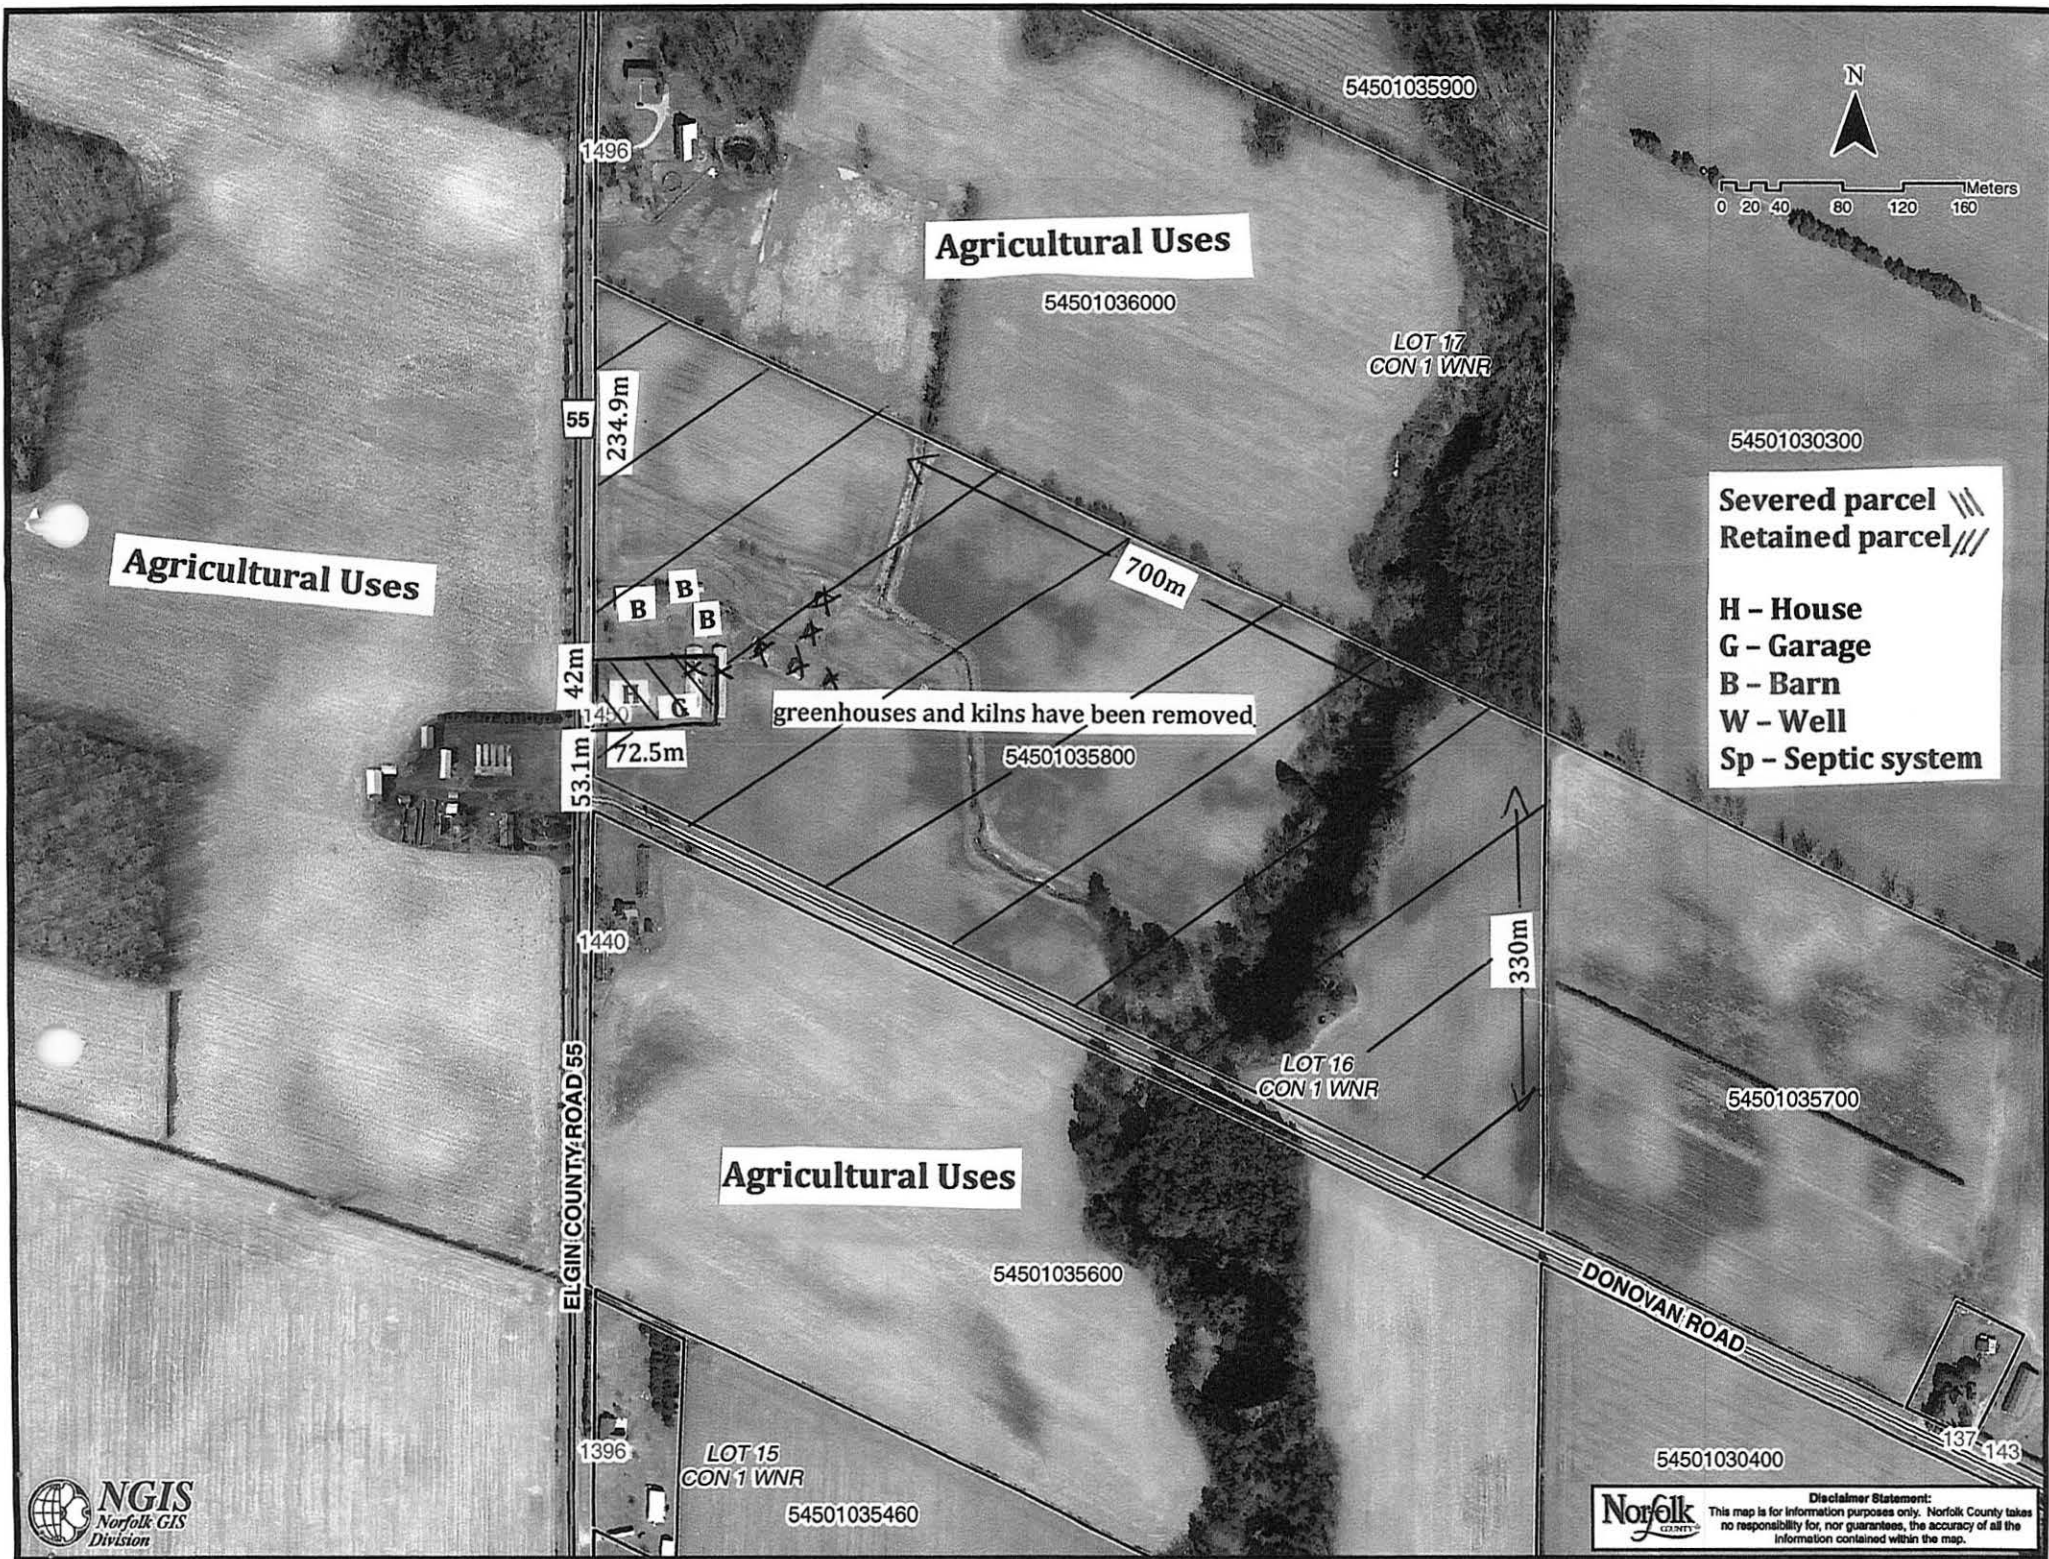 54501035900
N
Meters
0 20 40 80 120 160
1496
Agricultural Uses
54501036000
LOT 17
CON 1 WNR
55
234.9m
54501030300
Severed parcel
Retained parcel
H – House
G – Garage
B – Barn
W – Well
Sp – Septic system
Agricultural Uses
700m
B
B
B
42m
H
G
1450
greenhouses and kilns have been removed.
53.1m
72.5m
54501035800
330m
1440
ELGIN COUNTY ROAD 55
LOT 16
CON 1 WNR
54501035700
Agricultural Uses
54501035600
DONOVAN ROAD
1396
LOT 15
CON 1 WNR
54501035460
137
143
54501030400
NGIS
Norfolk GIS
Division
Norfolk
COUNTY
Disclaimer Statement:
This map is for information purposes only. Norfolk County takes
no responsibility for, nor guarantees, the accuracy of all the
information contained within the map.